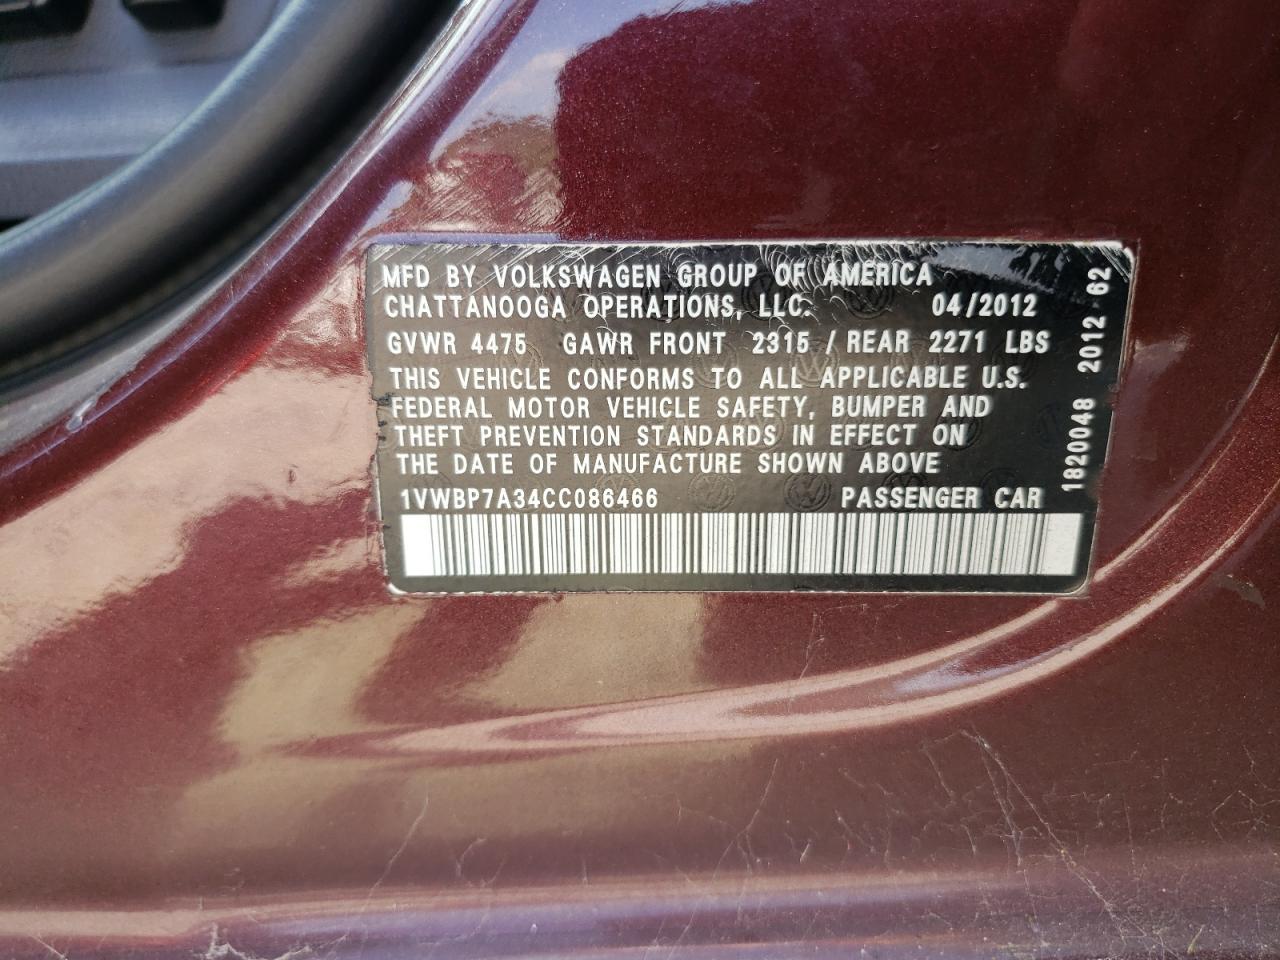 MFD BY VOLKSWAGEN GROUP OF AMERICA
CHATTANOOGA OPERATIONS, LLC. 04/2012
GVWR 4475 GAWR FRONT 2315 / REAR 2271 LBS
THIS VEHICLE CONFORMS TO ALL APPLICABLE U.S.
FEDERAL MOTOR VEHICLE SAFETY, BUMPER AND
THEFT PREVENTION STANDARDS IN EFFECT ON
THE DATE OF MANUFACTURE SHOWN ABOVE
1VWBP7A34CC086466 PASSENGER CAR
1820048 2012 62